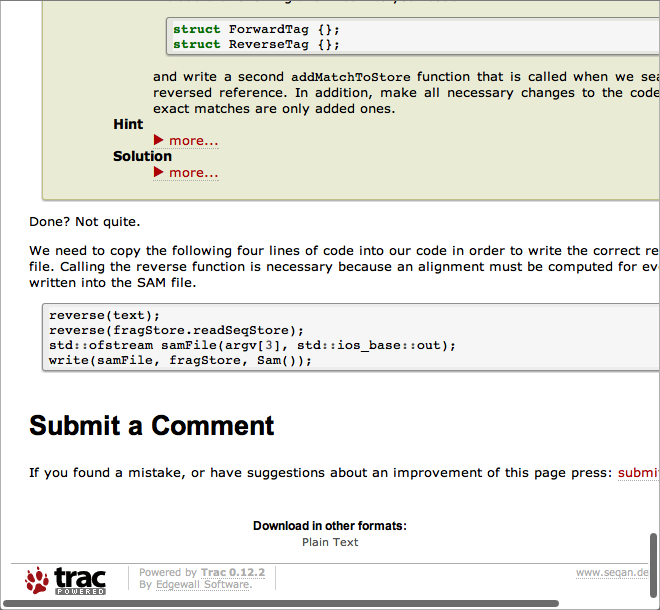 struct ForwardTag {};
struct ReverseTag {};
and write a second addMatchToStore function that is called when we sea
reversed reference. In addition, make all necessary changes to the code
exact matches are only added ones.
Hint
▶ more...
Solution
▶ more...
Done? Not quite.
We need to copy the following four lines of code into our code in order to write the correct re
file. Calling the reverse function is necessary because an alignment must be computed for eve
written into the SAM file.
reverse(text);
reverse(fragStore.readSeqStore);
std::ofstream samFile(argv[3], std::ios_base::out);
write(samFile, fragStore, Sam());
Submit a Comment
If you found a mistake, or have suggestions about an improvement of this page press: submi
Download in other formats:
Plain Text
trac
POWERED
Powered by Trac 0.12.2
By Edgewall Software.
www.seqan.de